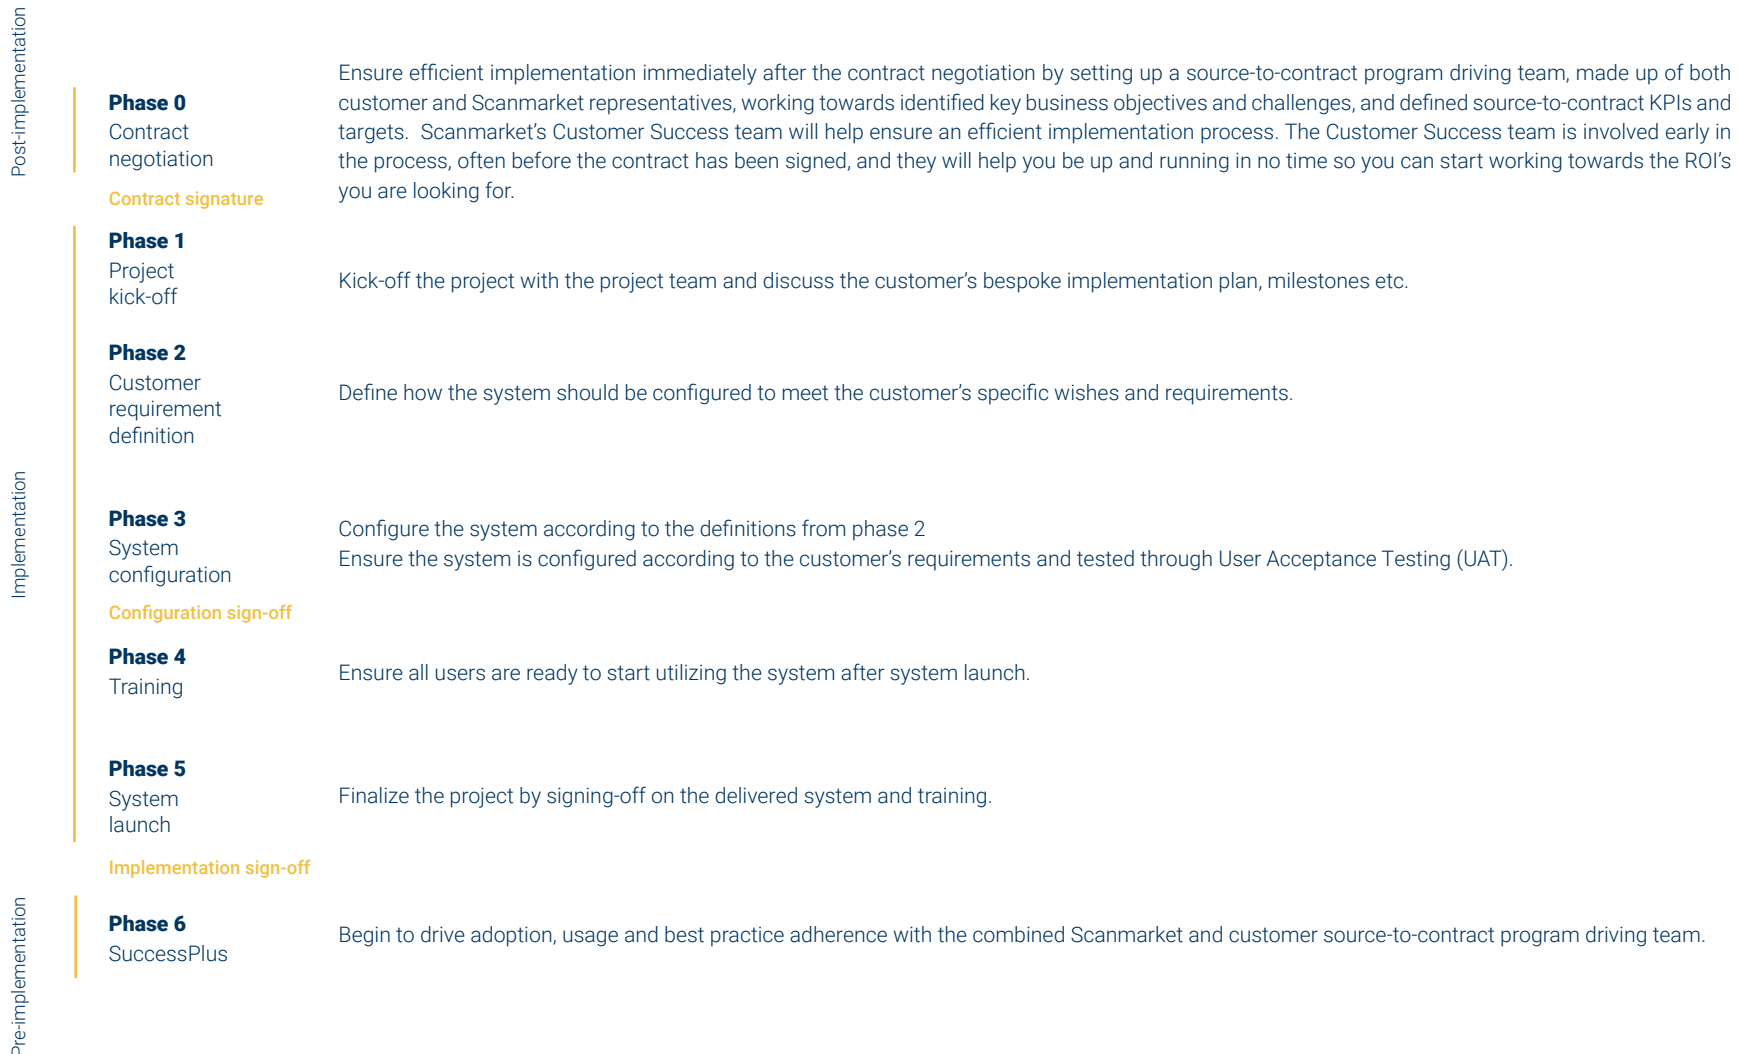 Post-implementation
Phase 0
Contract
negotiation
Ensure efficient implementation immediately after the contract negotiation by setting up a source-to-contract program driving team, made up of both
customer and Scanmarket representatives, working towards identified key business objectives and challenges, and defined source-to-contract KPIs and
targets.  Scanmarket’s Customer Success team will help ensure an efficient implementation process. The Customer Success team is involved early in
the process, often before the contract has been signed, and they will help you be up and running in no time so you can start working towards the ROI’s
you are looking for.
Contract signature
Implementation
Phase 1
Project
kick-off
Kick-off the project with the project team and discuss the customer’s bespoke implementation plan, milestones etc.
Phase 2
Customer
requirement
definition
Define how the system should be configured to meet the customer’s specific wishes and requirements.
Phase 3
System
configuration
Configure the system according to the definitions from phase 2
Ensure the system is configured according to the customer’s requirements and tested through User Acceptance Testing (UAT).
Configuration sign-off
Phase 4
Training
Ensure all users are ready to start utilizing the system after system launch.
Phase 5
System
launch
Finalize the project by signing-off on the delivered system and training.
Implementation sign-off
Pre-implementation
Phase 6
SuccessPlus
Begin to drive adoption, usage and best practice adherence with the combined Scanmarket and customer source-to-contract program driving team.